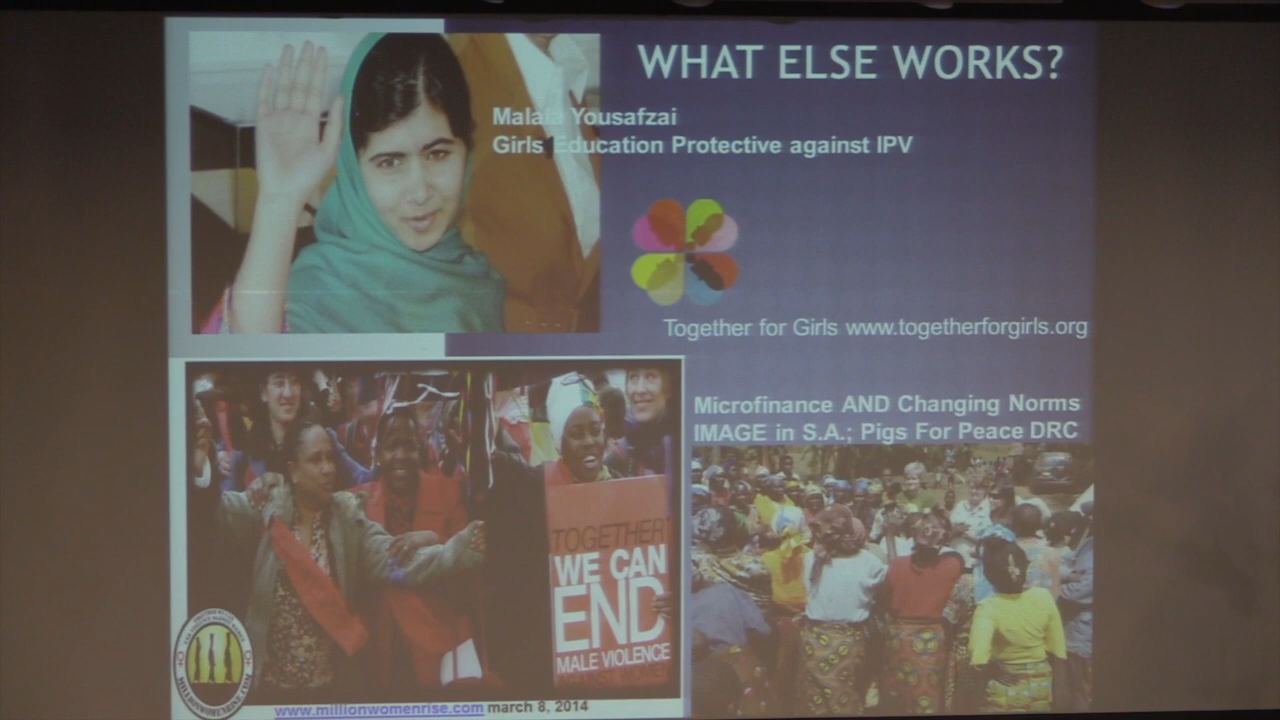 WHAT ELSE WORKS?
Malala Yousafzai
Girls Education Protective against IPV
Together for Girls www.togetherforgirls.org
Microfinance AND Changing Norms
IMAGE in S.A.; Pigs For Peace DRC
TOGETHER
WE CAN
END
MALE VIOLENCE
MILLIONWOMENRISE.COM
www.millionwomenrise.com march 8, 2014